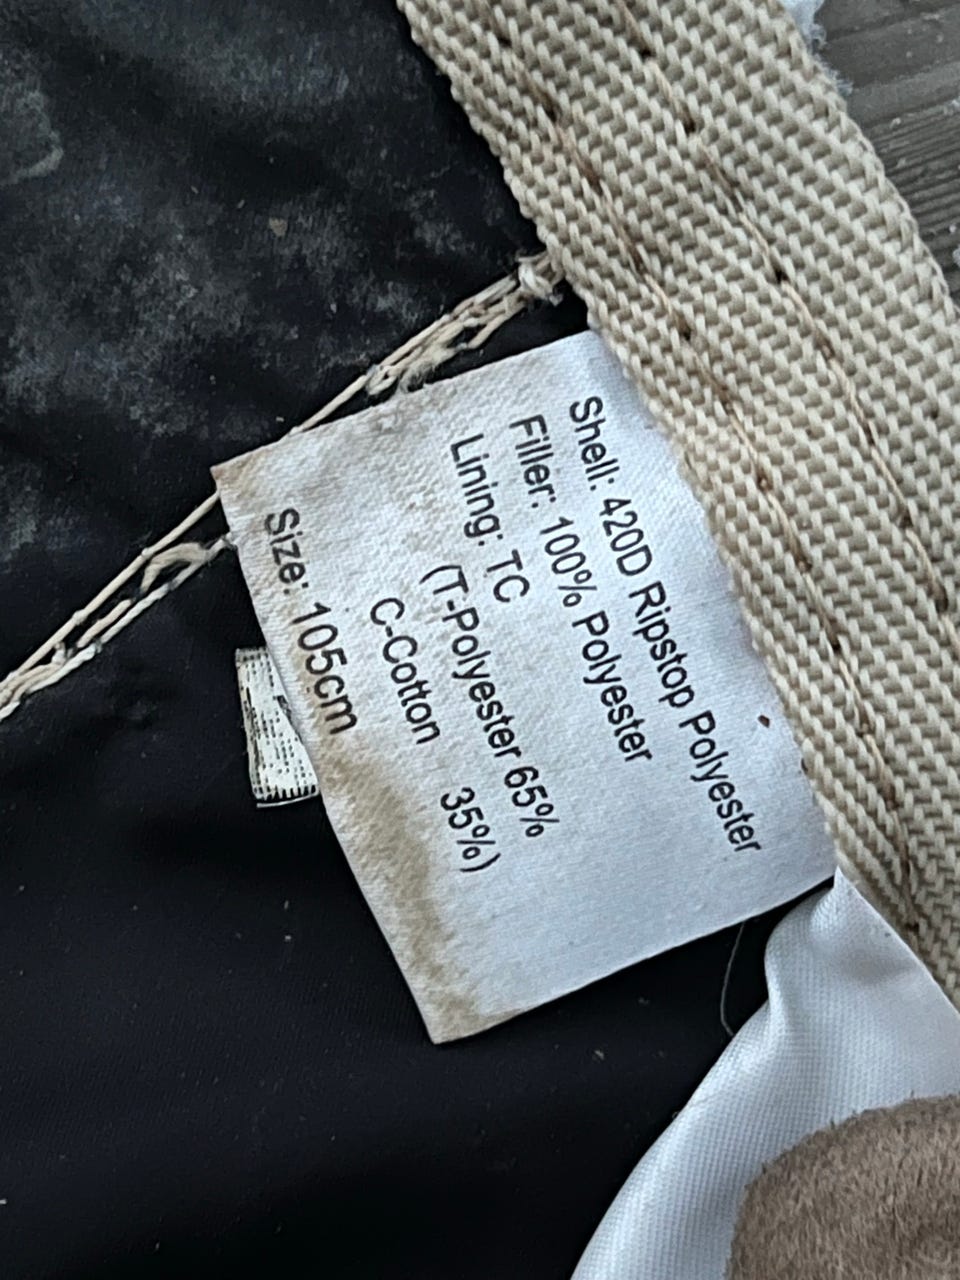 Shell: 420D Ripstop Polyester
Filler: 100% Polyester
Lining: TC
(T-Polyester 65%
C-Cotton 35%)
Size: 105cm